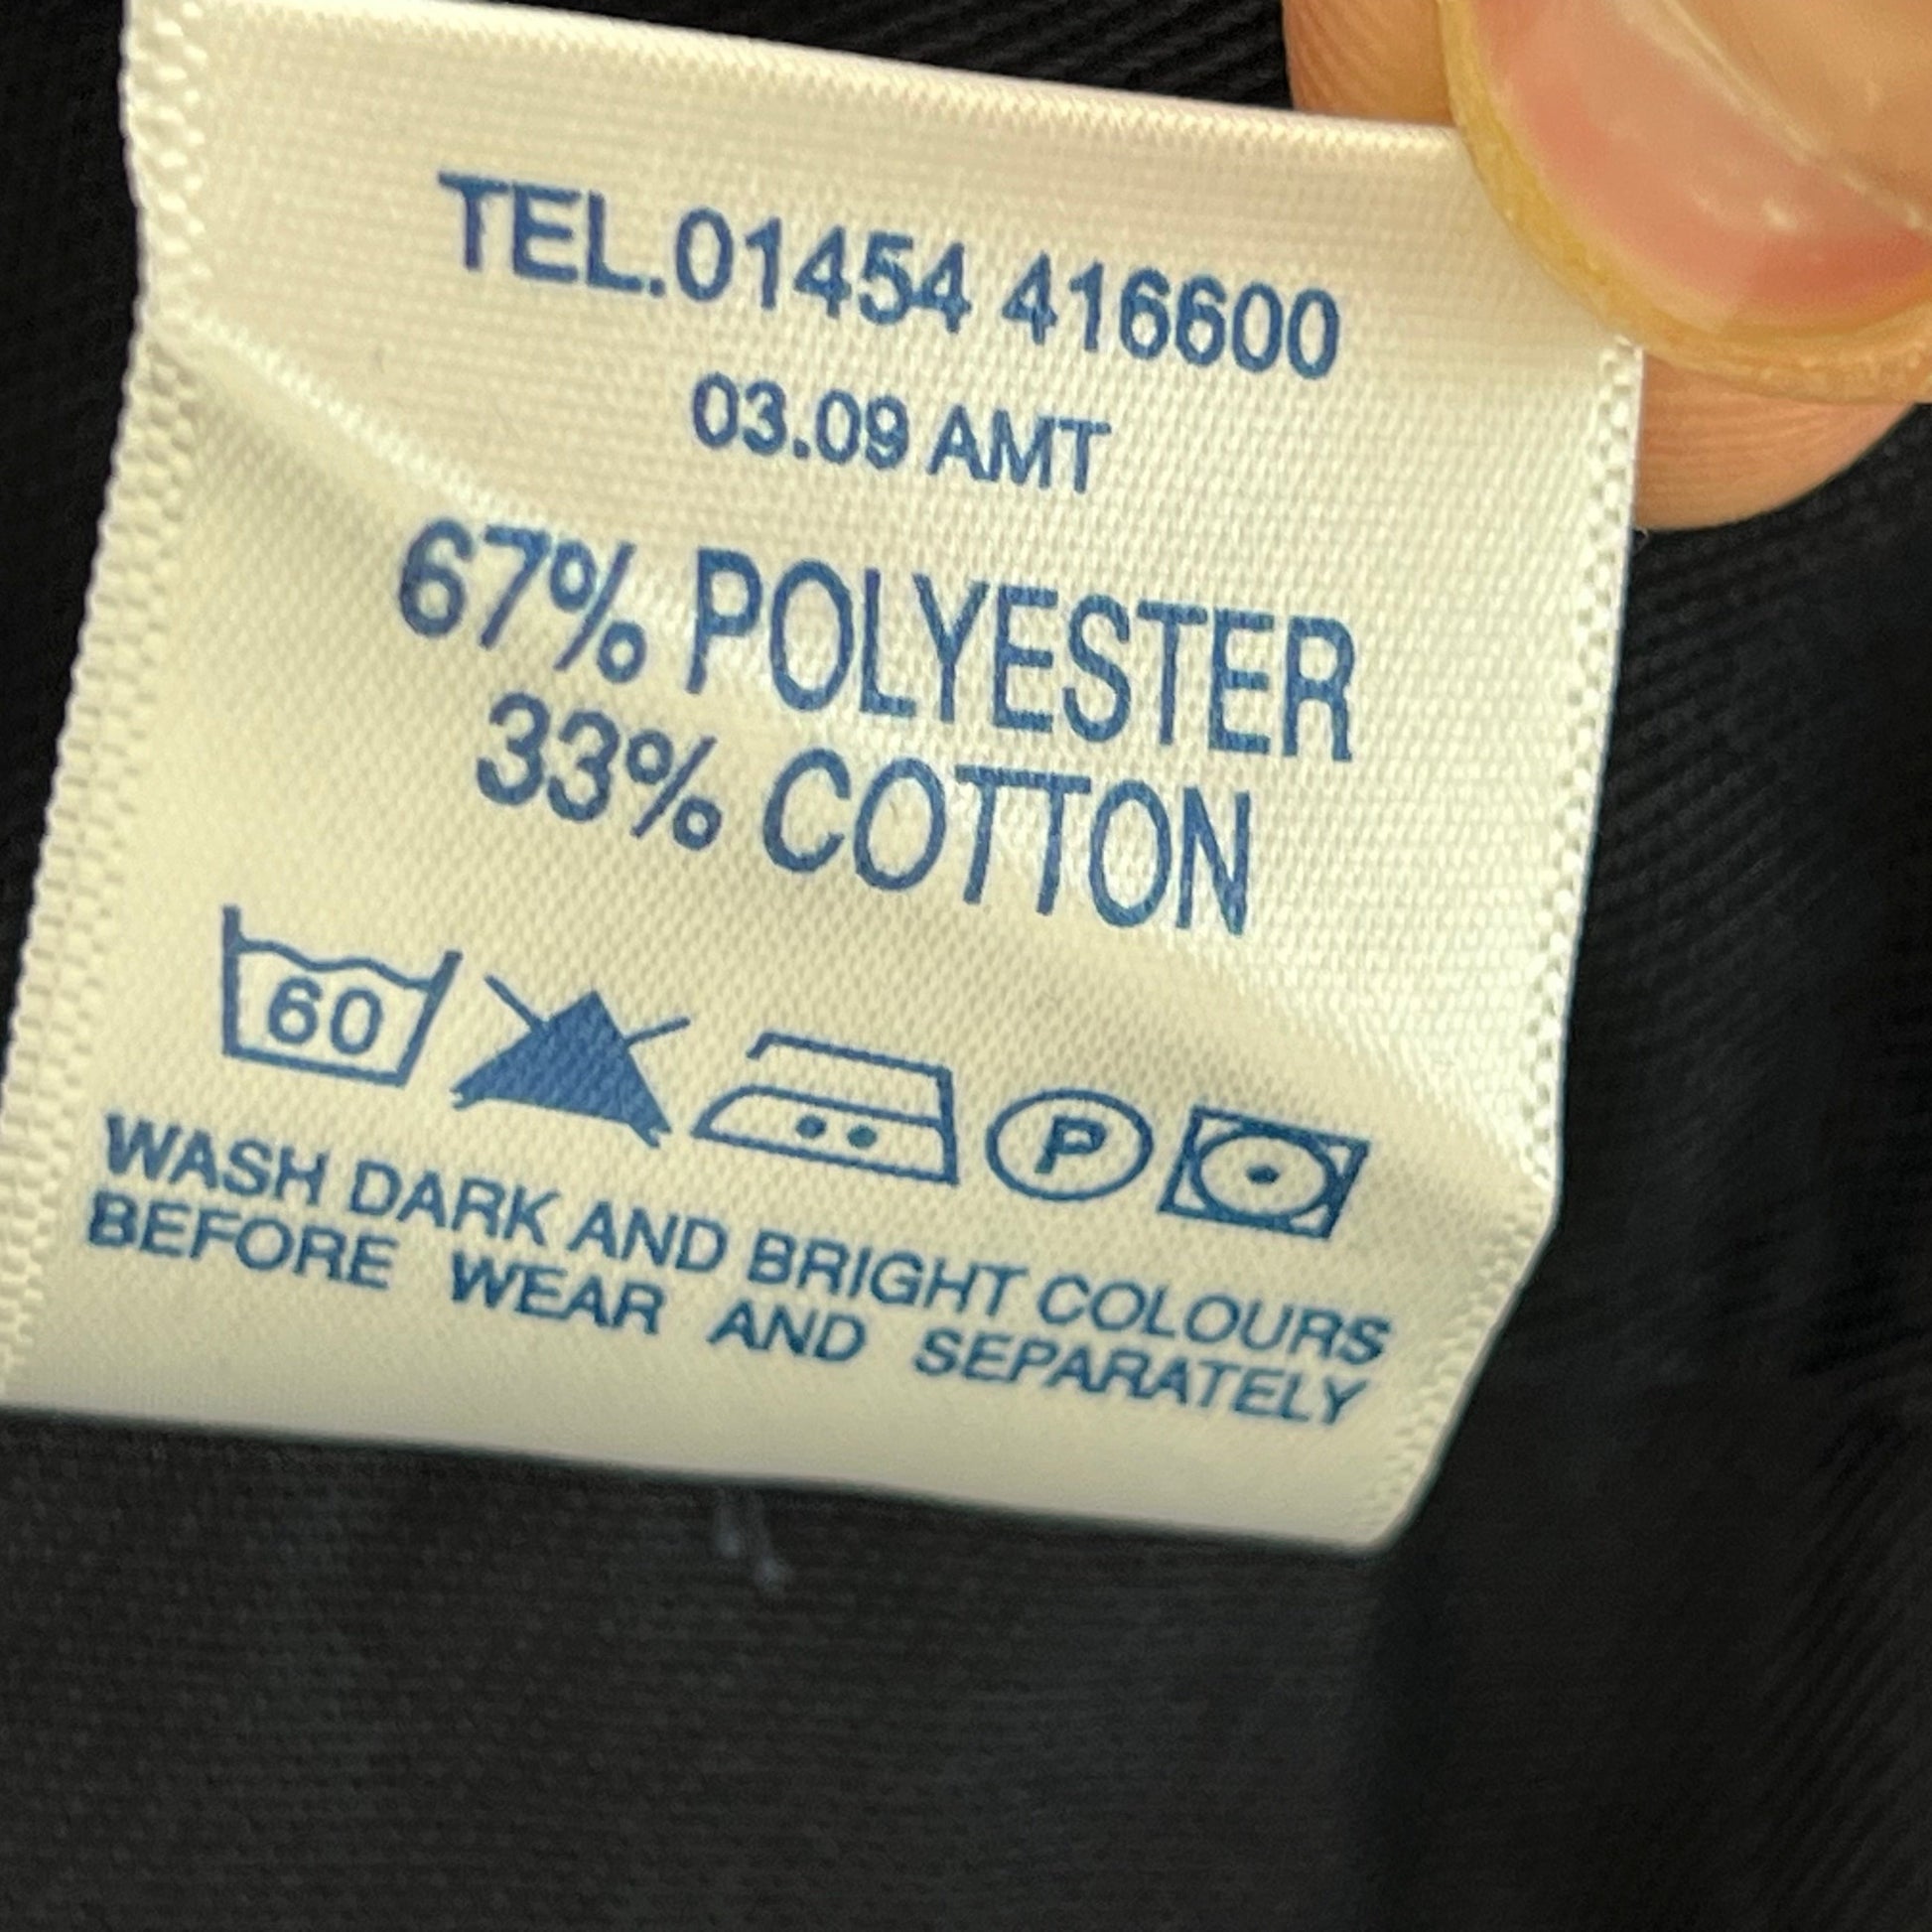 TEL.01454 416600
03.09 AMT
67% POLYESTER
33% COTTON
60 P
WASH DARK AND BRIGHT COLOURS
BEFORE WEAR AND SEPARATELY